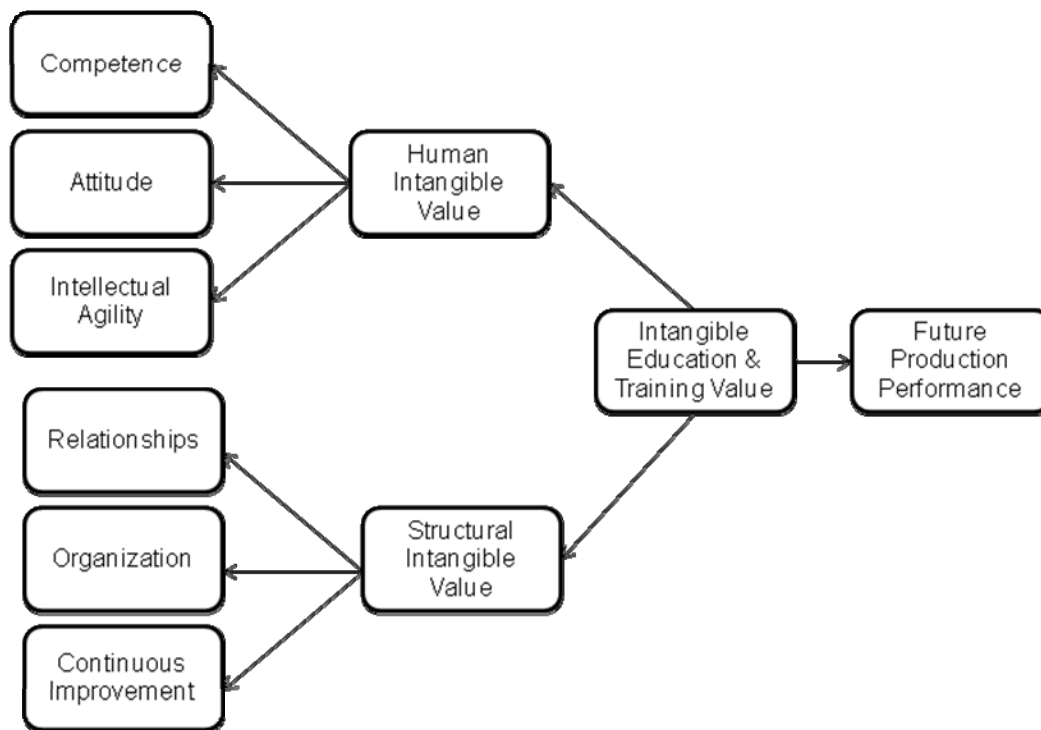 Competence
Attitude
Intellectual
Agility
Human
Intangible
Value
Intangible
Education &
Training Value
Future
Production
Performance
Relationships
Organization
Continuous
Improvement
Structural
Intangible
Value